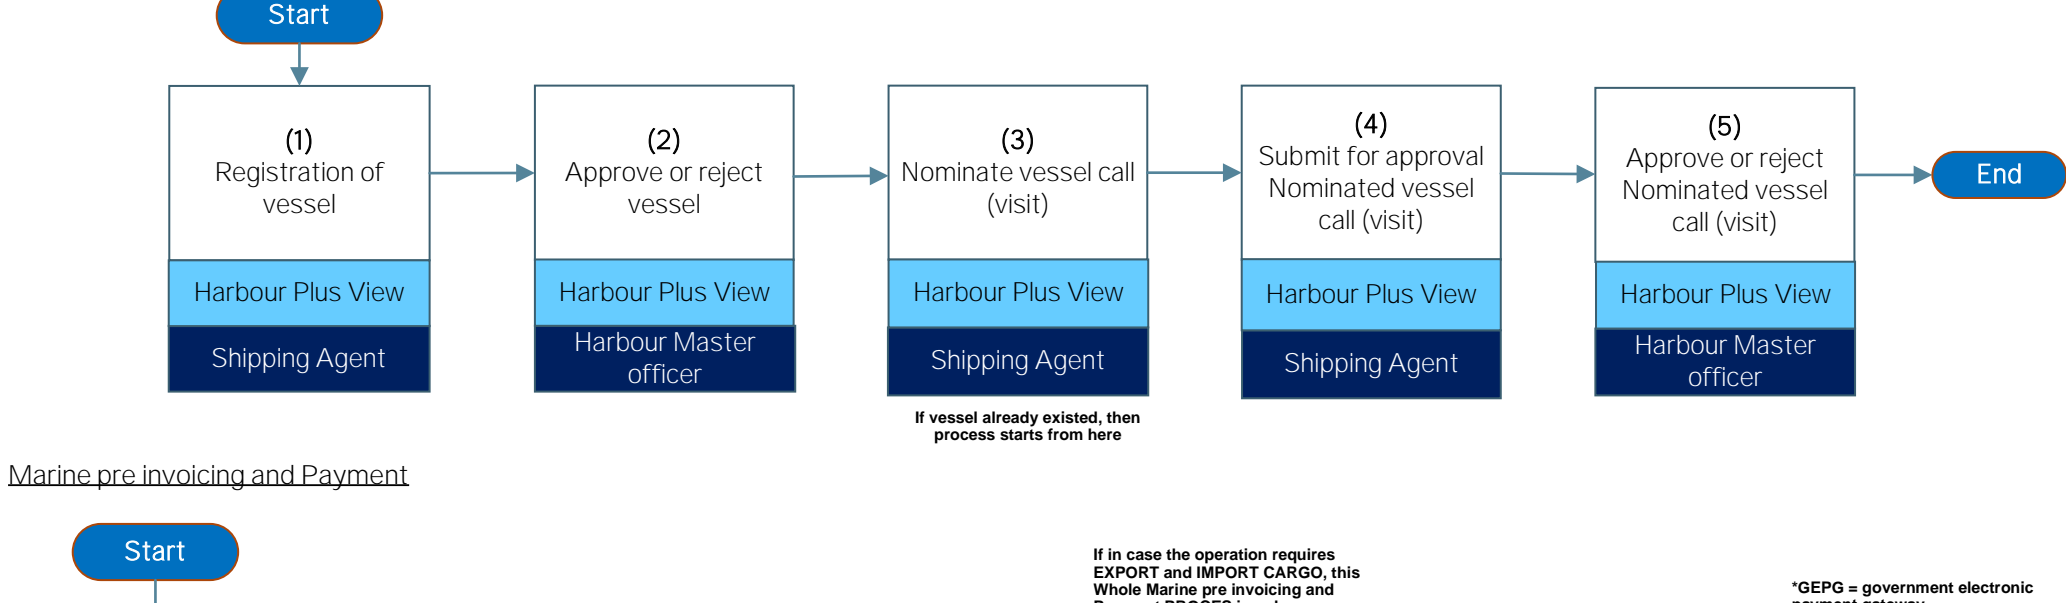 Start
(1)
Registration of
vessel
Harbour Plus View
Shipping Agent
(2)
Approve or reject
vessel
Harbour Plus View
Harbour Master
officer
(3)
Nominate vessel call
(visit)
Harbour Plus View
Shipping Agent
If vessel already existed, then
process starts from here
(4)
Submit for approval
Nominated vessel
call (visit)
Harbour Plus View
Shipping Agent
(5)
Approve or reject
Nominated vessel
call (visit)
Harbour Plus View
Harbour Master
officer
End
Marine pre invoicing and Payment
Start
If in case the operation requires
EXPORT and IMPORT CARGO, this
Whole Marine pre invoicing and
*GEPG = government electronic
payment gateway